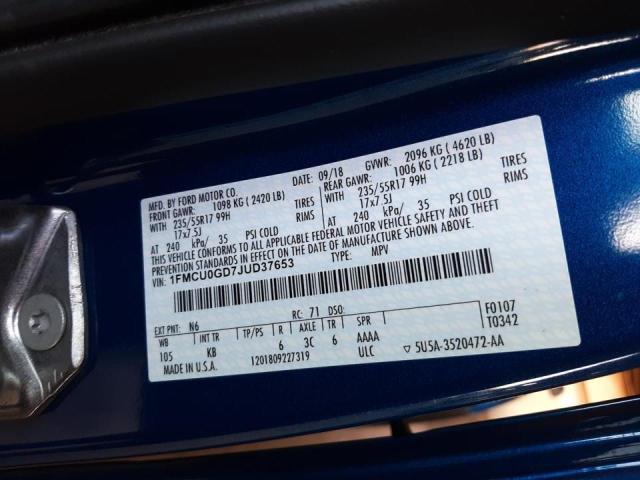 MFD. BY FORD MOTOR CO.
DATE: 09/18 GVWR: 2096 KG ( 4620 LB)
FRONT GAWR: 1098 KG ( 2420 LB) REAR GAWR: 1006 KG ( 2218 LB)
235/55R17 99H TIRES 235/55R17 99H TIRES
17x7.5J RIMS 17x7.5J RIMS
AT 240 kPa/ 35 PSI COLD AT 240 kPa/ 35 PSI COLD
THIS VEHICLE CONFORMS TO ALL APPLICABLE FEDERAL MOTOR VEHICLE SAFETY AND THEFT
PREVENTION STANDARDS IN EFFECT ON THE DATE OF MANUFACTURE SHOWN ABOVE.
VIN: 1FMCU0GD7JUD37653 TYPE: MPV
F0107
T0342
EXT PNT: N6 RC: 71 DSO:
WB INT TR TP/PS R AXLE TR SPR
105 KB 6 3C 6 AAAA
MADE IN U.S.A. 1201809227319 ULC ▽ 5U5A-3520472-AA